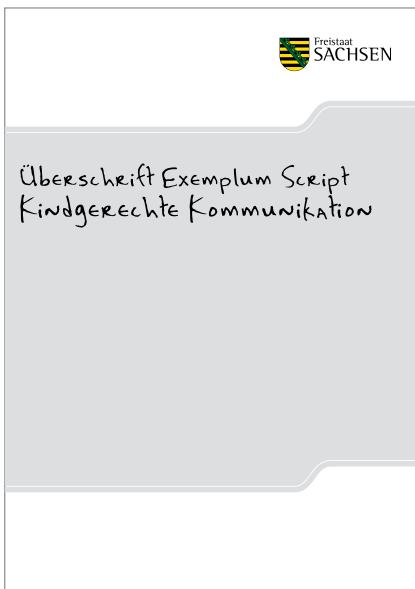 Freistaat
SACHSEN
Überschrift Exemplum Script
Kindgerechte Kommunikation